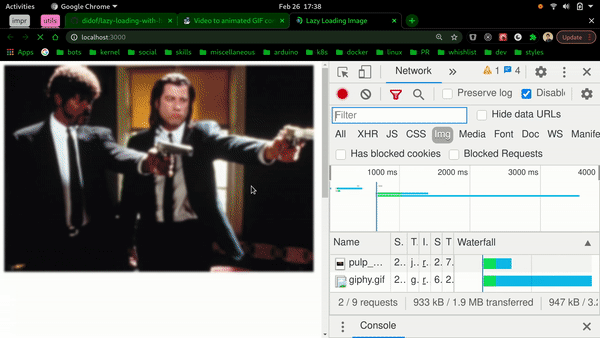 Activities Google Chrome Feb 26 17:38
impr utils didof/lazy-loading-with-l Video to animated GIF con Lazy Loading Image
localhost:3000 Update
Apps bots kernel social skills miscellaneous arduino k8s docker linux PR whishlist dev styles
Network » 1 4
Preserve log Disabl
Filter Hide data URLs
All XHR JS CSS Img Media Font Doc WS Manife
Has blocked cookies Blocked Requests
1000 ms 2000 ms 3000 ms 4000
Name S.. T. I. S T Waterfall
pulp_... 2.. j.. r. 2. 7.
giphy.gif 2.. g. r. 6. 2.
2 / 9 requests 933 kB / 1.9 MB transferred 947 kB / 3.2
Console